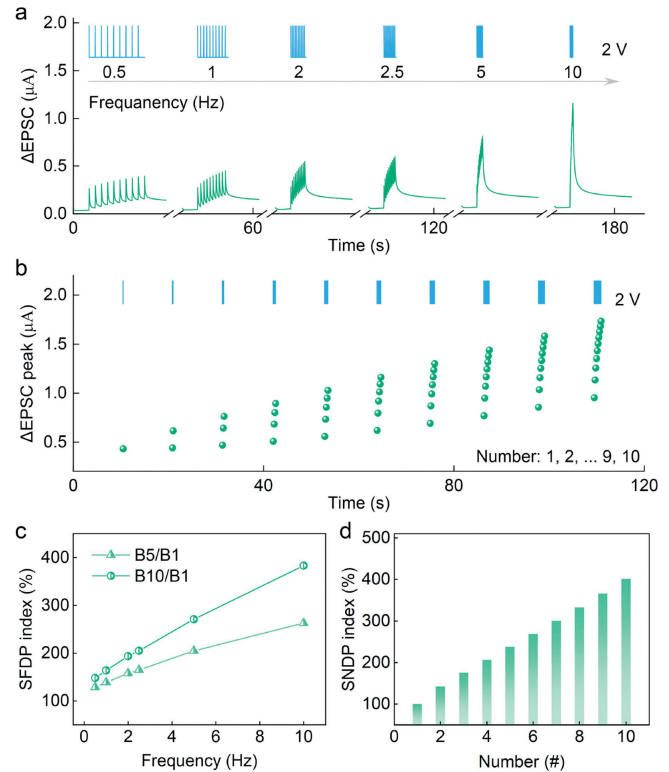 a
2.0
1.5
1.0
0.5
0.0
ΔEPSC (μA)
0.5
1
2
2.5
5
10
2 V
Frequanency (Hz)
0
60
120
180
Time (s)
b
2.0
1.5
1.0
0.5
ΔEPSC peak (μA)
2 V
Number: 1, 2, ... 9, 10
0
40
80
120
Time (s)
c
400
300
200
100
SFDP index (%)
B5/B1
B10/B1
0
2
4
6
8
10
Frequency (Hz)
d
500
400
300
200
100
SNDP index (%)
0
2
4
6
8
10
Number (#)